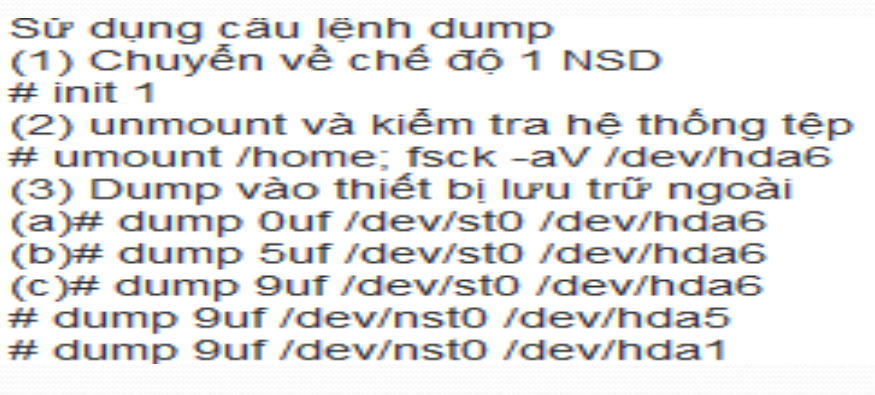 Sử dụng câu lệnh dump
(1) Chuyển về chế độ 1 NSD
# init 1
(2) unmount và kiểm tra hệ thống tệp
# umount /home; fsck -aV /dev/hda6
(3) Dump vào thiết bị lưu trữ ngoài
(a)# dump 0uf /dev/st0 /dev/hda6
(b)# dump 5uf /dev/st0 /dev/hda6
(c)# dump 9uf /dev/st0 /dev/hda6
# dump 9uf /dev/nst0 /dev/hda5
# dump 9uf /dev/nst0 /dev/hda1